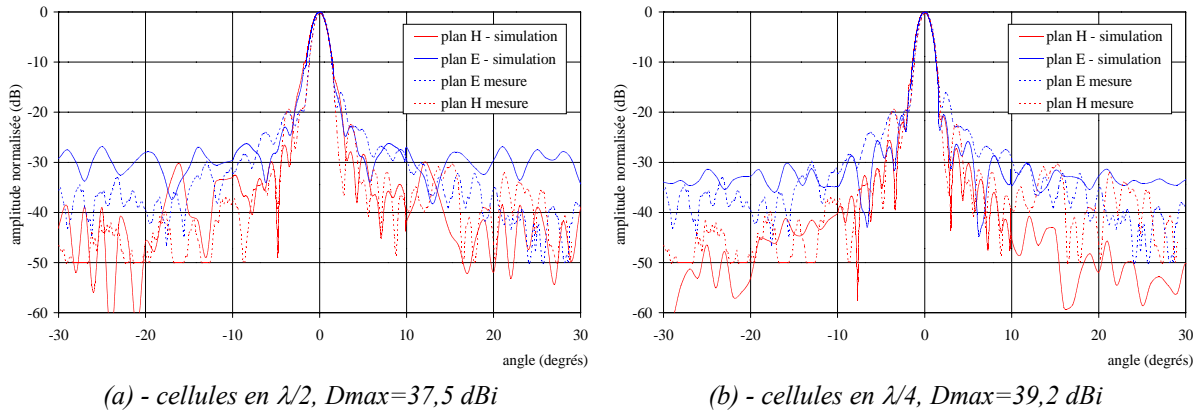 amplitude normalisée (dB)
0
-10
-20
-30
-40
-50
-60
-30
-20
-10
0
10
20
30
angle (degrés)
plan H - simulation
plan E - simulation
plan E mesure
plan H mesure
(a) - cellules en λ/2, Dmax=37,5 dBi
amplitude normalisée (dB)
0
-10
-20
-30
-40
-50
-60
-30
-20
-10
0
10
20
30
angle (degrés)
plan H - simulation
plan E - simulation
plan E mesure
plan H mesure
(b) - cellules en λ/4, Dmax=39,2 dBi